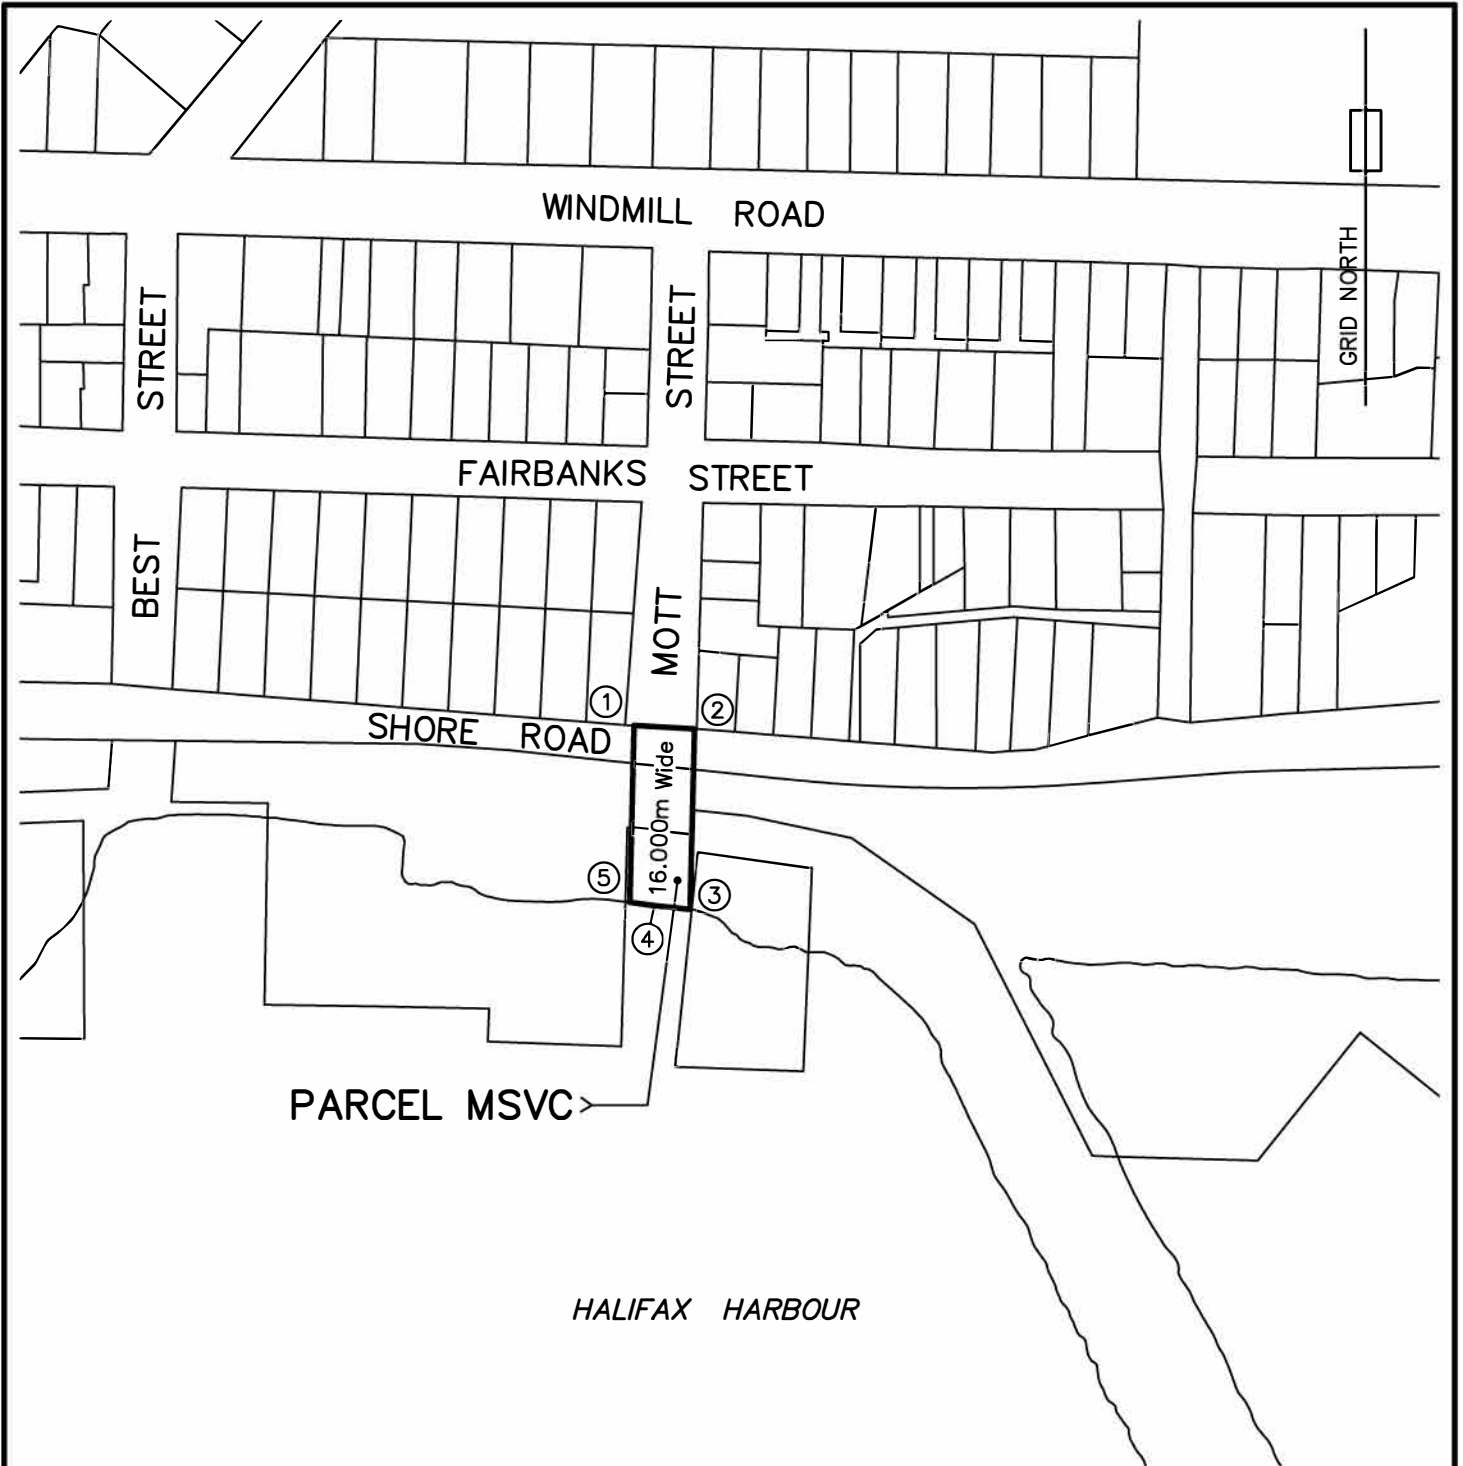 WINDMILL ROAD
GRID NORTH
STREET
STREET
FAIRBANKS STREET
BEST
MOTT
1
2
SHORE ROAD
16.000m Wide
5
3
4
PARCEL MSVC
HALIFAX HARBOUR